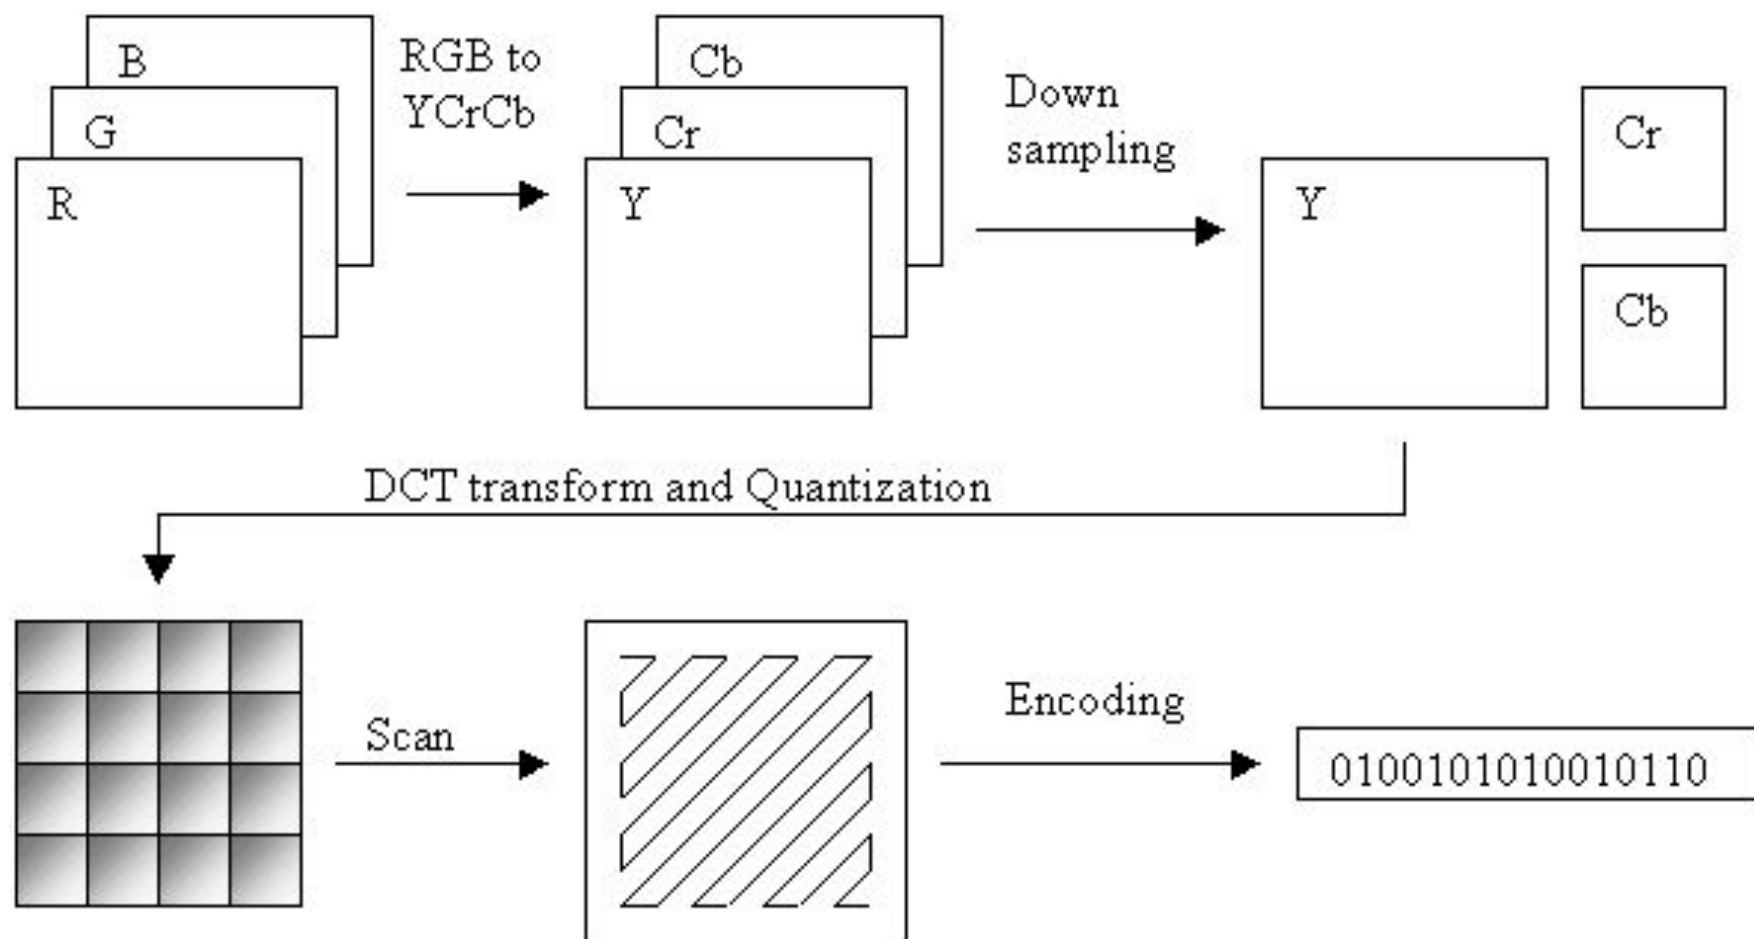 B
G
R
RGB to
YCrCb
Cb
Cr
Y
Down
sampling
Y
Cr
Cb
DCT transform and Quantization
Scan
Encoding
0100101010010110